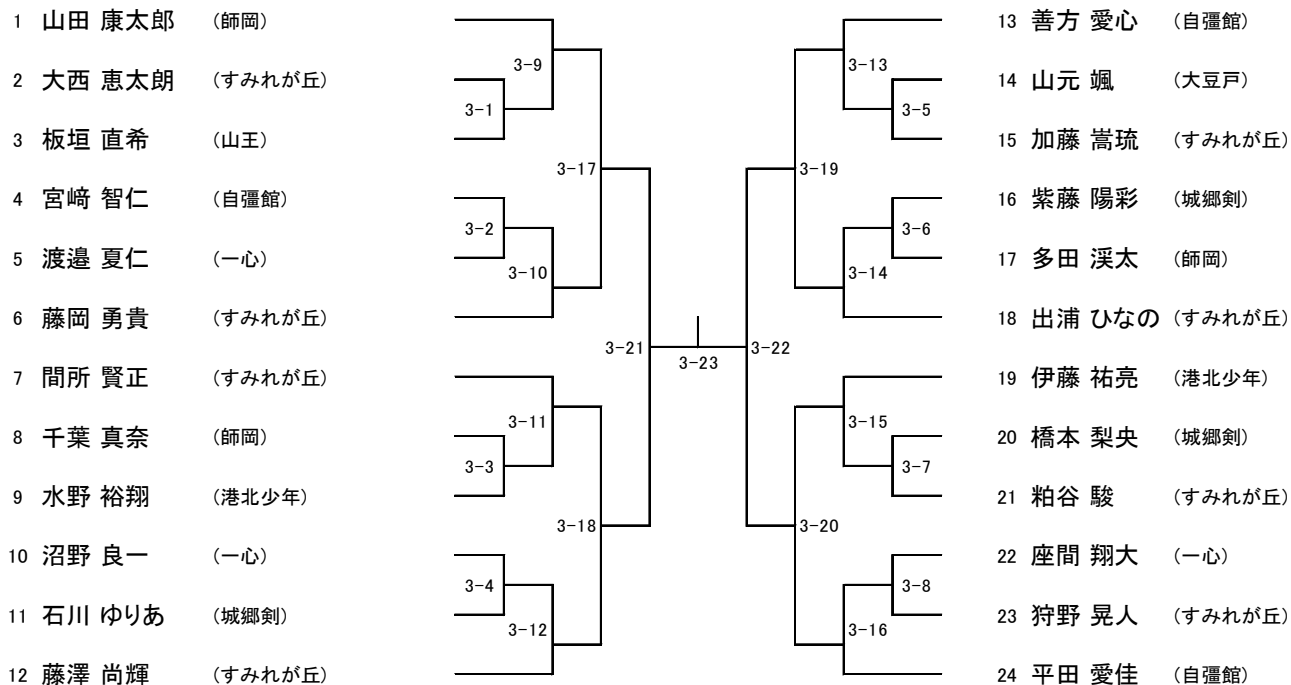 1 山田 康太郎 (師岡)
2 大西 恵太朗 (すみれが丘)
3 板垣 直希 (山王)
4 宮﨑 智仁 (自彊館)
5 渡邉 夏仁 (一心)
6 藤岡 勇貴 (すみれが丘)
7 間所 賢正 (すみれが丘)
8 千葉 真奈 (師岡)
9 水野 裕翔 (港北少年)
10 沼野 良一 (一心)
11 石川 ゆりあ (城郷剣)
12 藤澤 尚輝 (すみれが丘)
3-9
3-1
3-17
3-2
3-10
3-21
3-11
3-3
3-18
3-4
3-12
3-23
3-13
3-5
3-19
3-6
3-14
3-22
3-15
3-7
3-20
3-8
3-16
13 善方 愛心 (自彊館)
14 山元 颯 (大豆戸)
15 加藤 嵩琉 (すみれが丘)
16 紫藤 陽彩 (城郷剣)
17 多田 渓太 (師岡)
18 出浦 ひなの (すみれが丘)
19 伊藤 祐亮 (港北少年)
20 橋本 梨央 (城郷剣)
21 粕谷 駿 (すみれが丘)
22 座間 翔大 (一心)
23 狩野 晃人 (すみれが丘)
24 平田 愛佳 (自彊館)